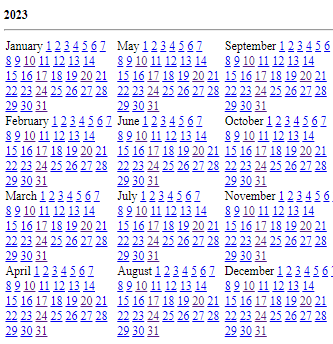 2023
January 1 2 3 4 5 6 7
8 9 10 11 12 13 14
15 16 17 18 19 20 21
22 23 24 25 26 27 28
29 30 31
February 1 2 3 4 5 6 7
8 9 10 11 12 13 14
15 16 17 18 19 20 21
22 23 24 25 26 27 28
29 30 31
March 1 2 3 4 5 6 7
8 9 10 11 12 13 14
15 16 17 18 19 20 21
22 23 24 25 26 27 28
29 30 31
April 1 2 3 4 5 6 7
8 9 10 11 12 13 14
15 16 17 18 19 20 21
22 23 24 25 26 27 28
29 30 31
May 1 2 3 4 5 6 7
8 9 10 11 12 13 14
15 16 17 18 19 20 21
22 23 24 25 26 27 28
29 30 31
June 1 2 3 4 5 6 7
8 9 10 11 12 13 14
15 16 17 18 19 20 21
22 23 24 25 26 27 28
29 30 31
July 1 2 3 4 5 6 7
8 9 10 11 12 13 14
15 16 17 18 19 20 21
22 23 24 25 26 27 28
29 30 31
August 1 2 3 4 5 6 7
8 9 10 11 12 13 14
15 16 17 18 19 20 21
22 23 24 25 26 27 28
29 30 31
September 1 2 3 4 5 6
8 9 10 11 12 13 14
15 16 17 18 19 20 21
22 23 24 25 26 27 28
29 30 31
October 1 2 3 4 5 6 7
8 9 10 11 12 13 14
15 16 17 18 19 20 21
22 23 24 25 26 27 28
29 30 31
November 1 2 3 4 5 6
8 9 10 11 12 13 14
15 16 17 18 19 20 21
22 23 24 25 26 27 28
29 30 31
December 1 2 3 4 5 6
8 9 10 11 12 13 14
15 16 17 18 19 20 21
22 23 24 25 26 27 28
29 30 31